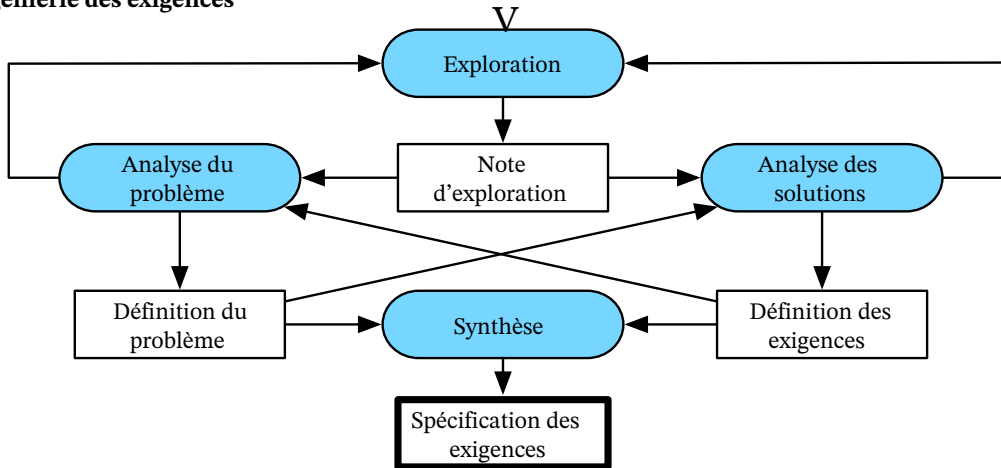 des exigences
V
Exploration
Analyse du
problème
Note
d'exploration
Analyse des
solutions
Définition du
problème
Synthèse
Définition des
exigences
Spécification des
exigences